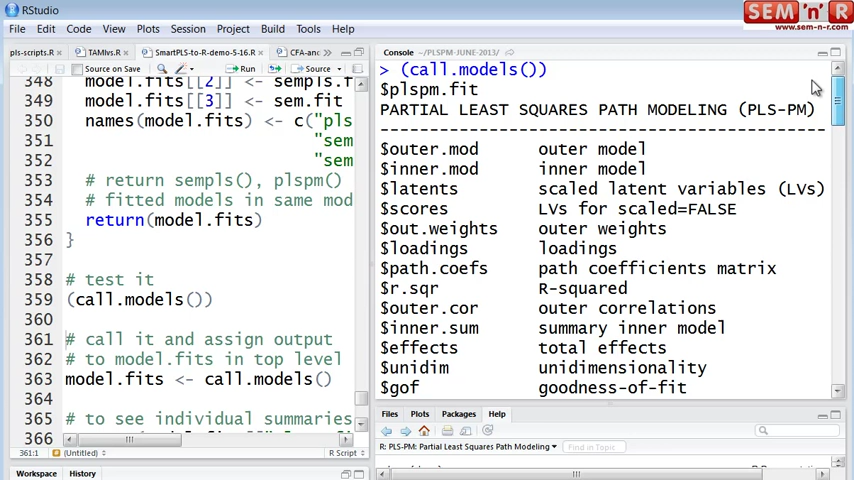 RStudio
SEM 'n' R
www.sem-n-r.com
File Edit Code View Plots Session Project Build Tools Help
pls-scripts.R TAMIvs.R SmartPLS-to-R-demo-5-16.R CFA-anc
Source on Save Run Source
348 model.fits[[2]] <- sempls.f
349 model.fits[[3]] <- sem.fit
350 names(model.fits) <- c("pls
351 "sem
352 "sem
353 # return sempls(), plspm()
354 # fitted models in same mod
355 return(model.fits)
356 }
357
358 # test it
359 (call.models())
360
361 # call it and assign output
362 # to model.fits in top level
363 model.fits <- call.models()
364
365 # to see individual summaries
366
361:1 (Untitled) R Script
Workspace History
Console ~/PLSPM-JUNE-2013/
> (call.models())
$plspm.fit
PARTIAL LEAST SQUARES PATH MODELING (PLS-PM)
----------------------------------------------
$outer.mod outer model
$inner.mod inner model
$latents scaled latent variables (LVs)
$scores LVs for scaled=FALSE
$out.weights outer weights
$loadings loadings
$path.coefs path coefficients matrix
$r.sqr R-squared
$outer.cor outer correlations
$inner.sum summary inner model
$effects total effects
$unidim unidimensionality
$gof goodness-of-fit
Files Plots Packages Help
R: PLS-PM: Partial Least Squares Path Modeling Find in Topic